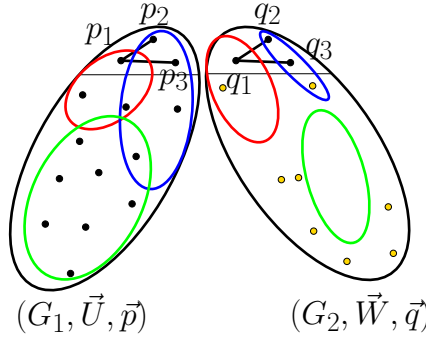 p₁ p₂ q₂
p₃ q₁ q₃
(G₁, U⃗, p⃗) (G₂, W⃗, q⃗)